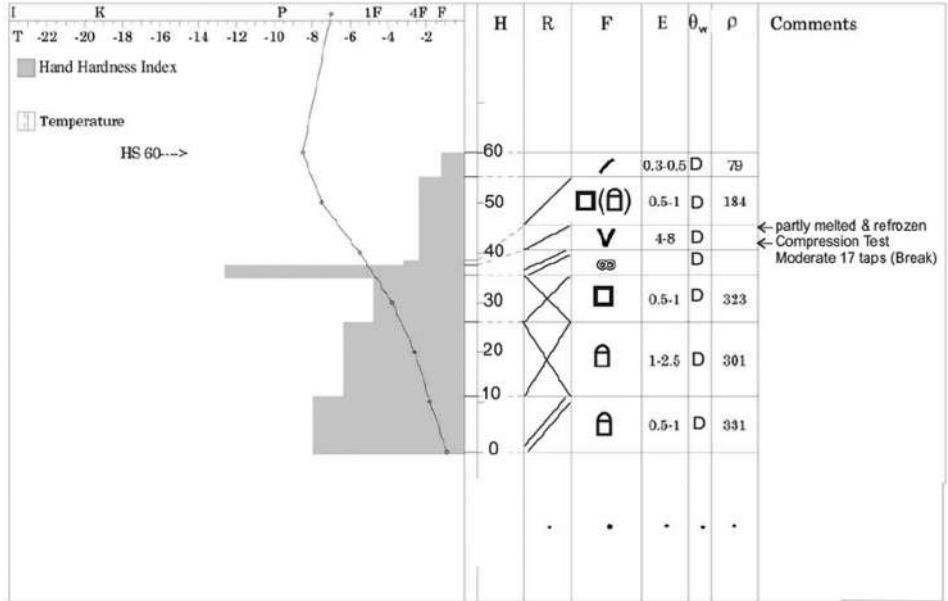 I K P 1F 4F F
T -22 -20 -18 -16 -14 -12 -10 -8 -6 -4 -2
H R F E θw ρ Comments
Hand Hardness Index
Temperature
HS 60---->
60
0.3-0.5 D 79
50
0.5-1 D 184
partly melted & refrozen
V 4-8 D
Compression Test
40
D
Moderate 17 taps (Break)
30
0.5-1 D 323
20
1-2.5 D 301
10
0.5-1 D 331
0